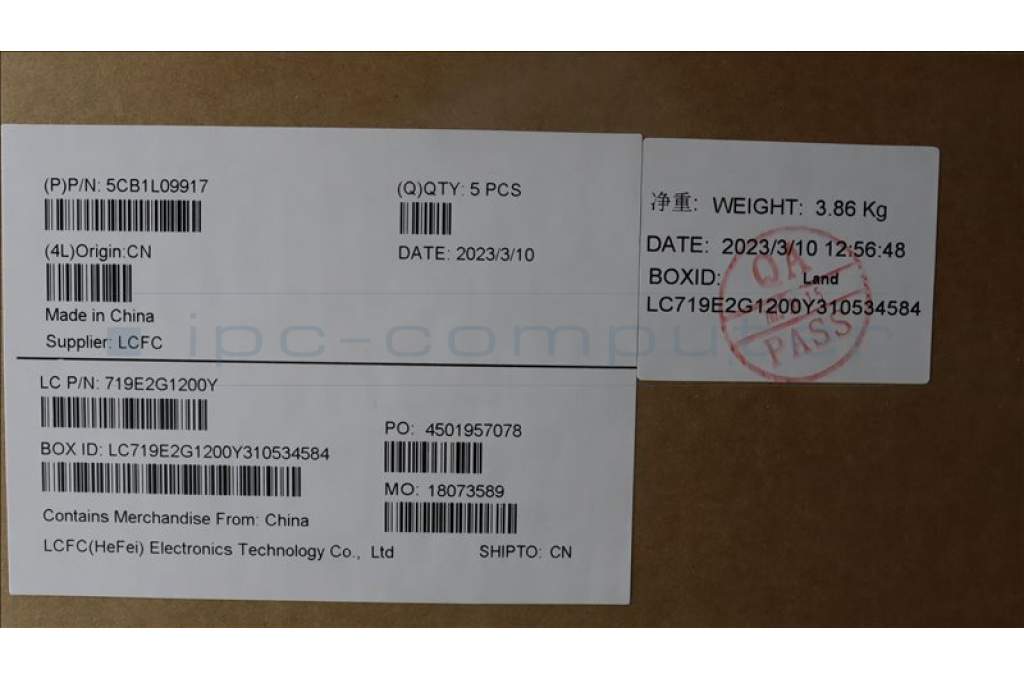 (P)P/N: 5CB1L09917
(Q)QTY: 5 PCS
(4L)Origin:CN
DATE: 2023/3/10
Made in China
Supplier: LCFC
LC P/N: 719E2G1200Y
PO: 4501957078
BOX ID: LC719E2G1200Y310534584
MO: 18073589
Contains Merchandise From: China
LCFC(HeFei) Electronics Technology Co., Ltd
SHIPTO: CN
净重: WEIGHT: 3.86 Kg
DATE: 2023/3/10 12:56:48
BOXID: Land
LC719E2G1200Y310534584
QA
PASS
ipc-computer